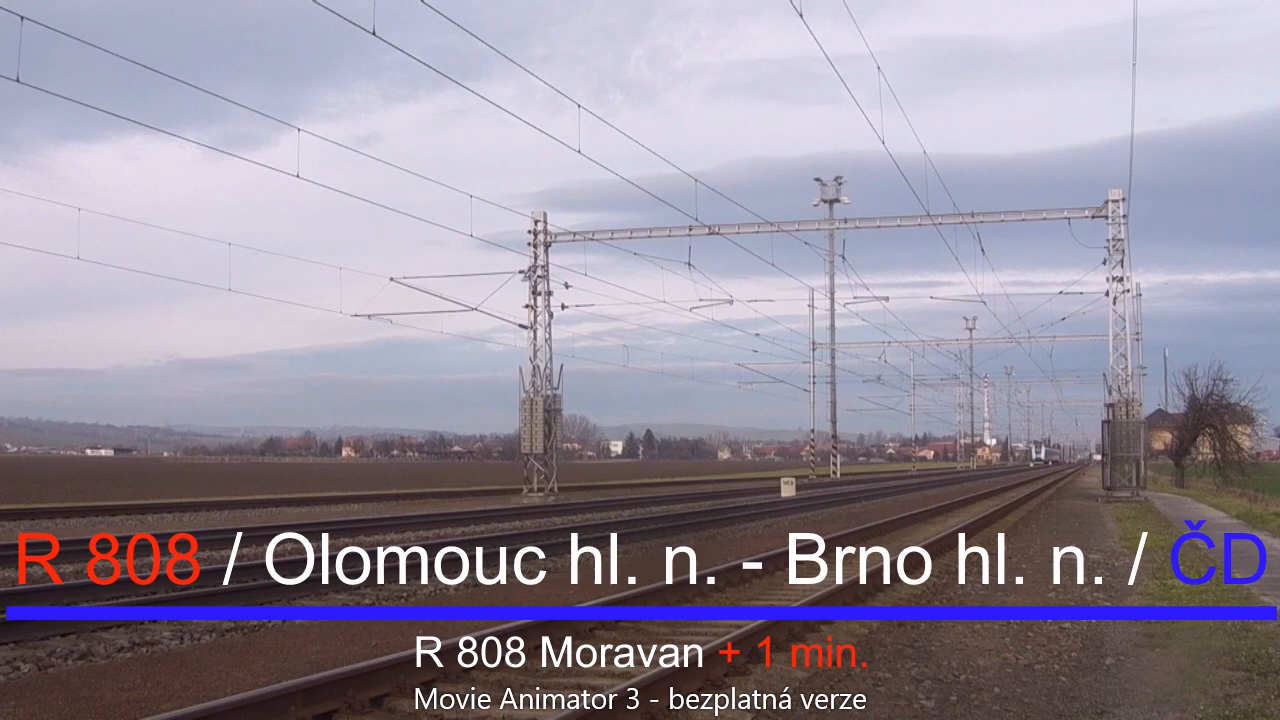 R 808 / Olomouc hl. n. - Brno hl. n. / ČD
R 808 Moravan + 1 min.
Movie Animator 3 - bezplatná verze